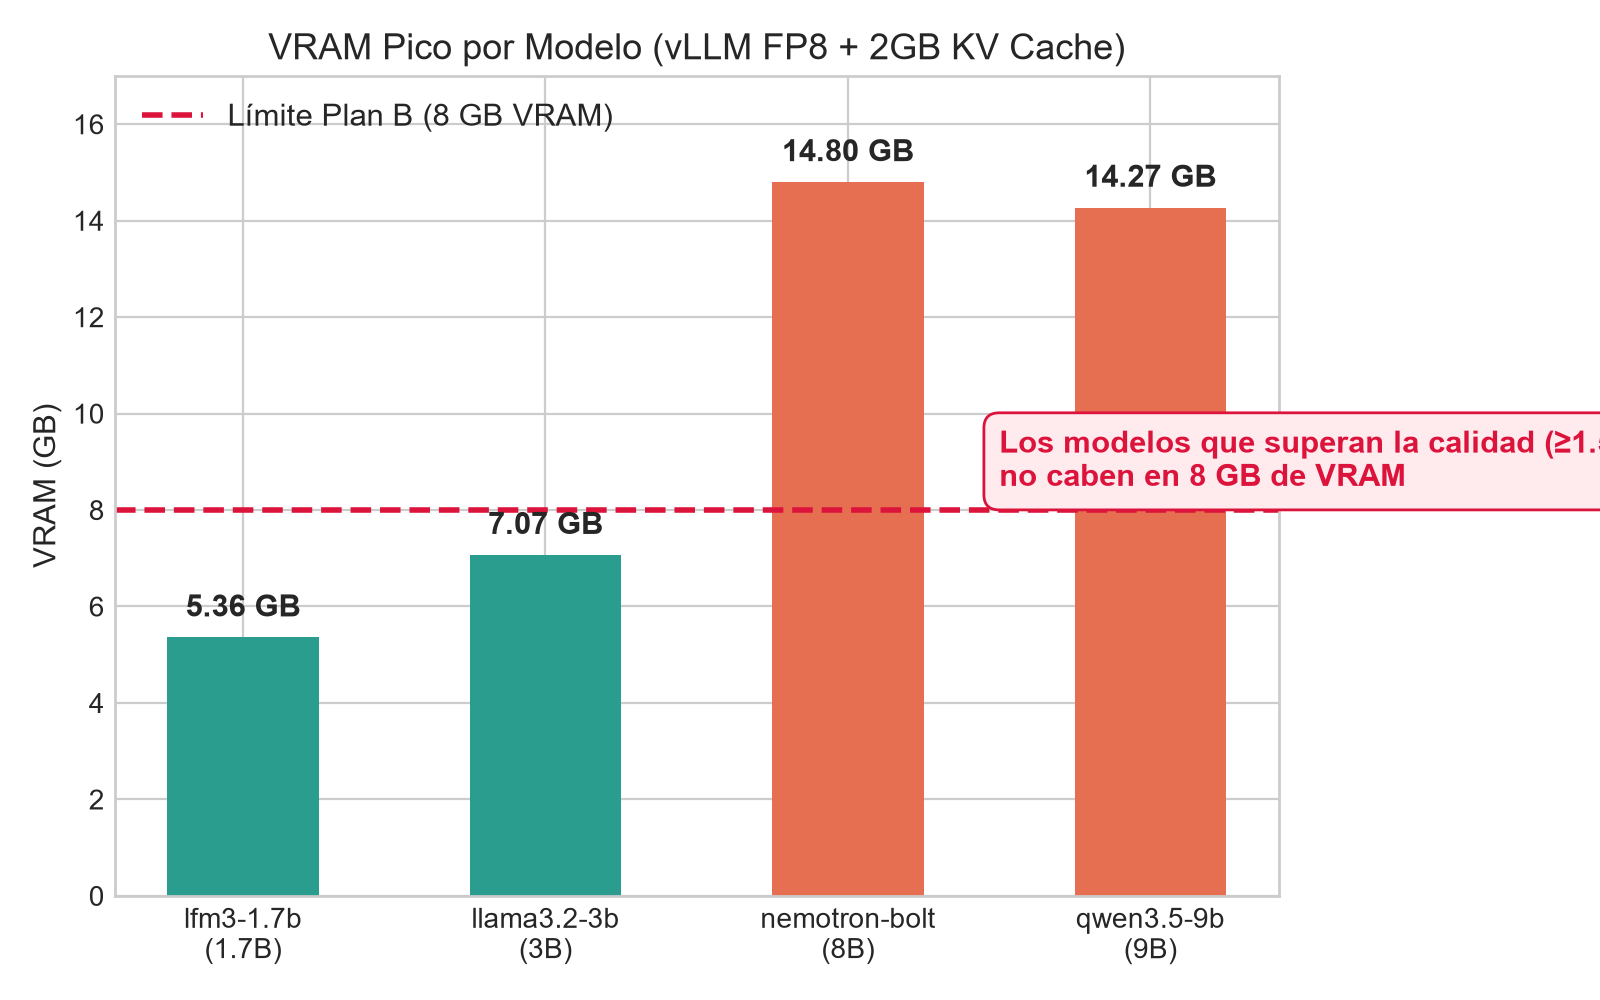 VRAM Pico por Modelo (vLLM FP8 + 2GB KV Cache)
Límite Plan B (8 GB VRAM)
VRAM (GB)
16
14
12
10
8
6
4
2
0
5.36 GB
7.07 GB
14.80 GB
14.27 GB
Los modelos que superan la calidad (≥1.
no caben en 8 GB de VRAM
lfm3-1.7b
(1.7B)
llama3.2-3b
(3B)
nemotron-bolt
(8B)
qwen3.5-9b
(9B)